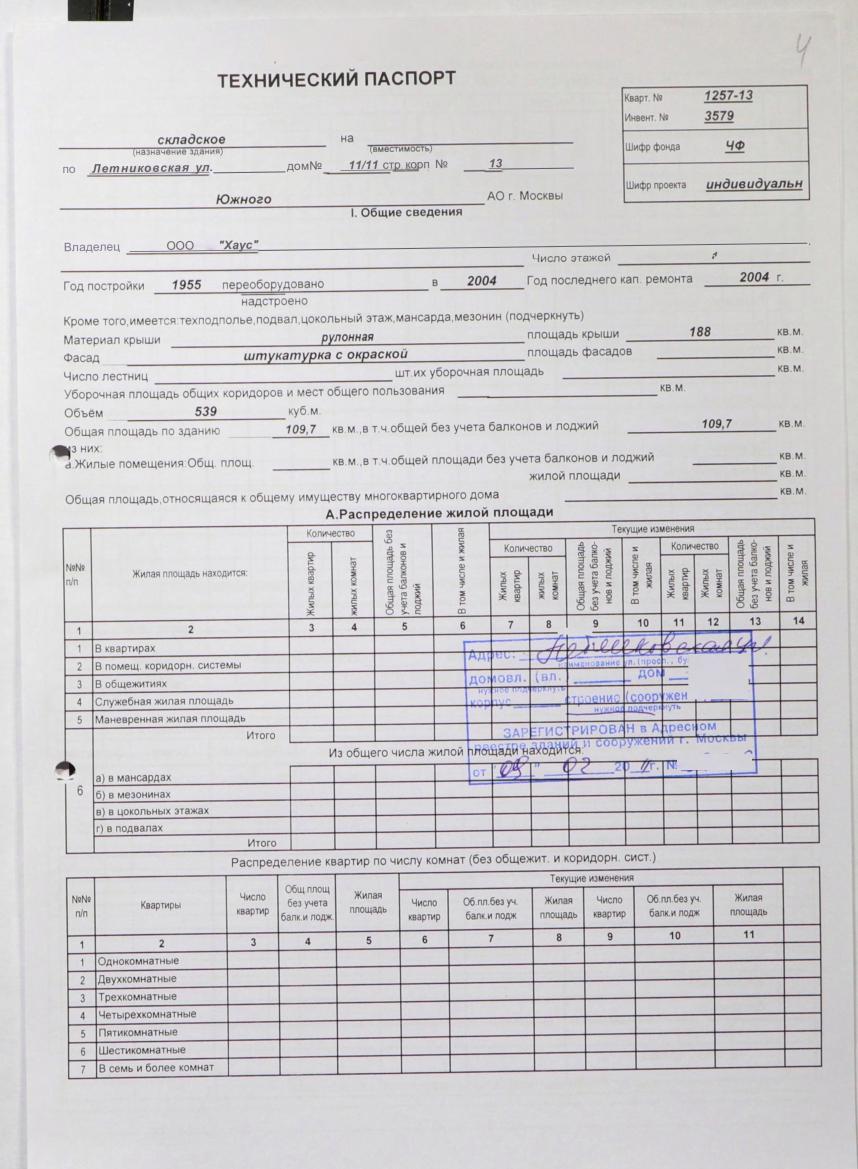 4
ТЕХНИЧЕСКИЙ ПАСПОРТ
Кварт. № 1257-13
Инвент. № 3579
Шифр фонда ЧФ
Шифр проекта индивидуальн
складское на
(назначение здания) (вместимость)
по Летниковская ул. дом№ 11/11 стр корп № 13
Южного АО г. Москвы
I. Общие сведения
Владелец ООО "Хаус"
Число этажей
Год постройки 1955 переоборудовано в 2004 Год последнего кап. ремонта 2004 г.
надстроено
Кроме того,имеется:техподполье,подвал,цокольный этаж,мансарда,мезонин (подчеркнуть)
Материал крыши рулонная площадь крыши 188 кв.м.
Фасад штукатурка с окраской площадь фасадов кв.м.
Число лестниц шт.их уборочная площадь кв.м.
Уборочная площадь общих коридоров и мест общего пользования кв.м.
Объём 539 куб.м.
Общая площадь по зданию 109,7 кв.м.,в т.ч.общей без учета балконов и лоджий 109,7 кв.м.
из них:
а.Жилые помещения:Общ. площ. кв.м.,в т.ч.общей площади без учета балконов и лоджий кв.м.
жилой площади кв.м.
Общая площадь,относящаяся к общему имуществу многоквартирного дома кв.м.
А.Распределение жилой площади
№№ п/п Жилая площадь находится: Количество Общая площадь без учета балконов и лоджий В том числе и жилая Текущие изменения
Жилых квартир жилых комнат Количество Общая площадь без учета балконов и лоджий В том числе и жилая Количество Общая площадь без учета балконов и лоджий В том числе и жилая
Жилых квартир жилых комнат Жилых квартир Жилых комнат
1 2 3 4 5 6 7 8 9 10 11 12 13 14
1 В квартирах
2 В помещ. коридорн. системы
3 В общежитиях
4 Служебная жилая площадь
5 Маневренная жилая площадь
Итого
Адрес:
наименование ул. (просп., бу
домовл. (вл. ДОМ
нужное подчеркнуть
корпус строение (сооружен
нужное подчеркнуть
ЗАРЕГИСТРИРОВАН в Адресном
реестре зданий и сооружений г. Москвы
от 09 " 02 20 г. №
Из общего числа жилой площади находится:
6 а) в мансардах
б) в мезонинах
в) в цокольных этажах
г) в подвалах
Итого
Распределение квартир по числу комнат (без общежит. и коридорн. сист.)
№№ п/п Квартиры Число квартир Общ.площ без учета балк.и лодж. Жилая площадь Текущие изменения
Число квартир Об.пл.без уч. балк.и лодж Жилая площадь Число квартир Об.пл.без уч. балк.и лодж Жилая площадь
1 2 3 4 5 6 7 8 9 10 11
1 Однокомнатные
2 Двухкомнатные
3 Трехкомнатные
4 Четырехкомнатные
5 Пятикомнатные
6 Шестикомнатные
7 В семь и более комнат